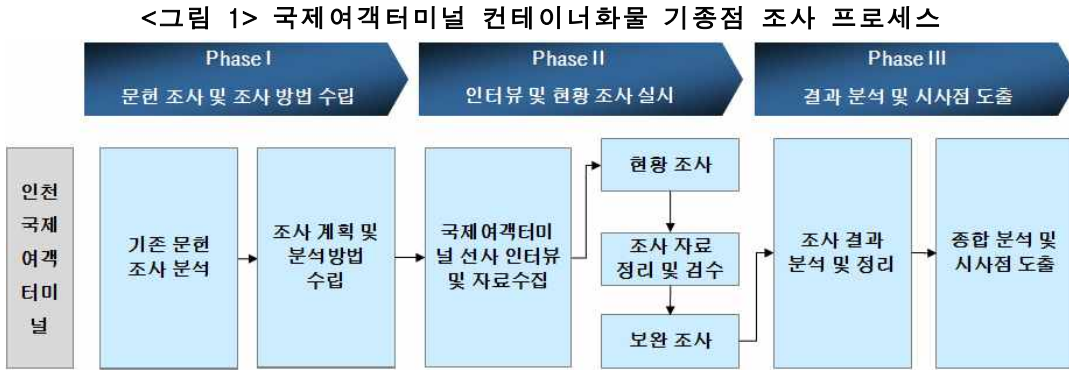 <그림 1> 국제여객터미널 컨테이너화물 기종점 조사 프로세스
Phase I
문헌 조사 및 조사 방법 수립
Phase II
인터뷰 및 현황 조사 실시
Phase III
결과 분석 및 시사점 도출
인천
국제
여객
터미
널
기존 문헌
조사 분석
조사 계획 및
분석방법
수립
국제여객터미
널 선사 인터뷰
및 자료수집
현황 조사
조사 자료
정리 및 검수
보완 조사
조사 결과
분석 및 정리
종합 분석 및
시사점 도출